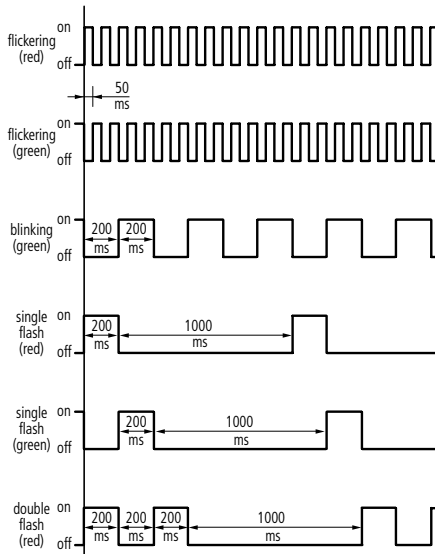 on
flickering
(red)
off
50
ms
on
flickering
(green)
off
on
blinking
(green)
200
ms
200
ms
off
on
single
flash
(red)
200
ms
1000
ms
off
on
single
flash
(green)
200
ms
1000
ms
off
on
double
flash
(red)
200
ms
200
ms
200
ms
1000
ms
off